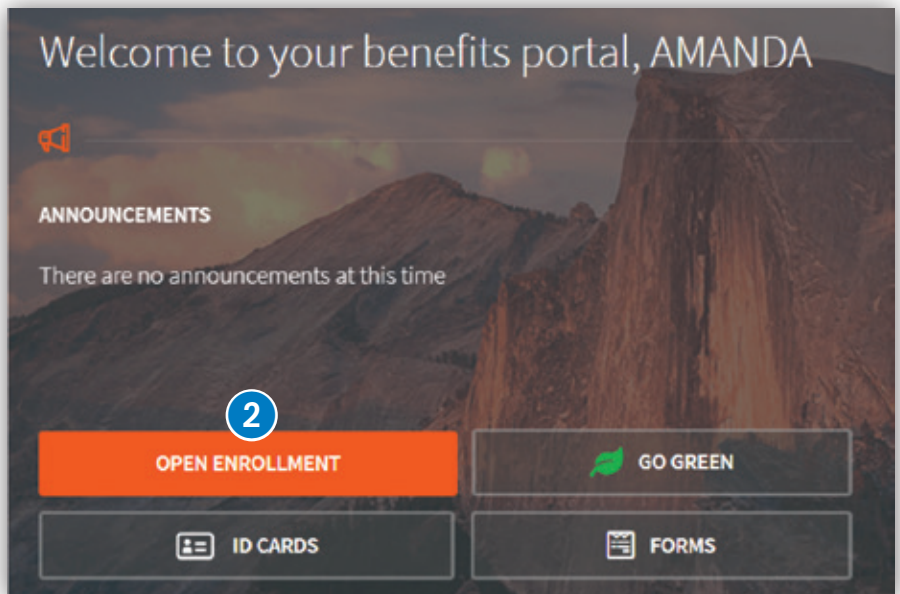 Welcome to your benefits portal, AMANDA
ANNOUNCEMENTS
There are no announcements at this time
2
OPEN ENROLLMENT
GO GREEN
ID CARDS
FORMS